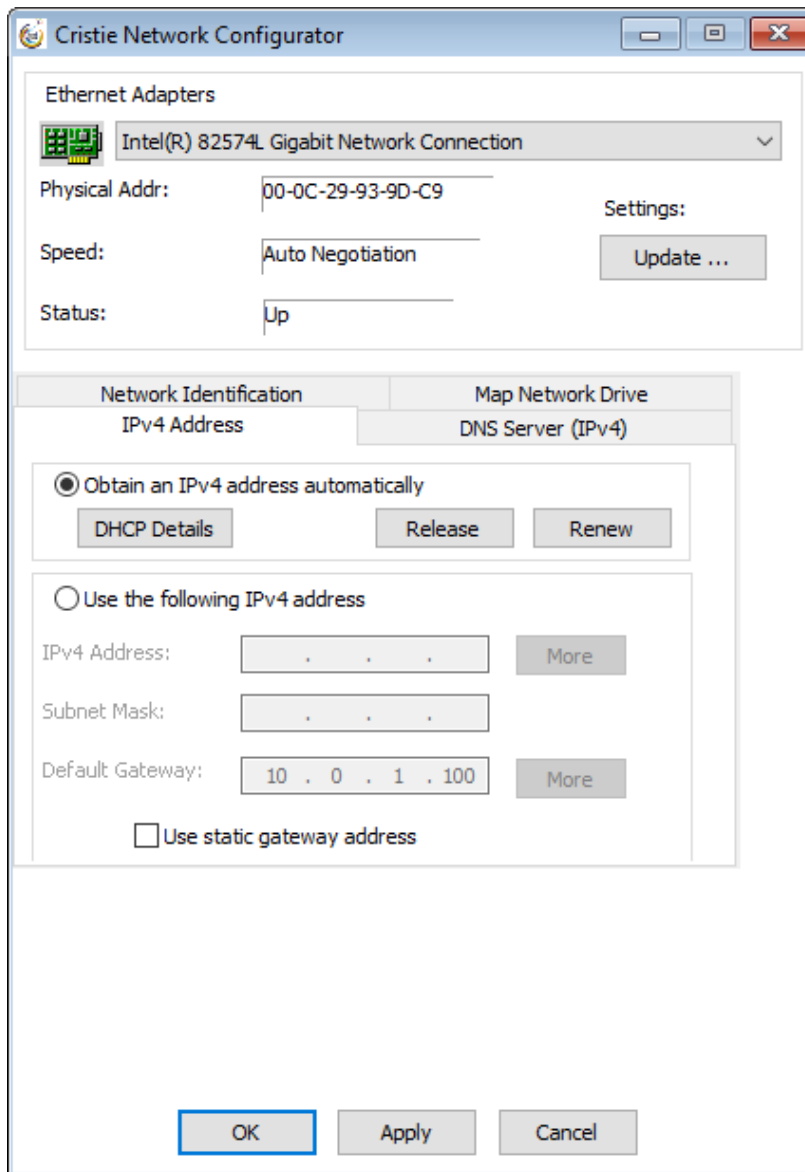 Cristie Network Configurator
Ethernet Adapters
Intel(R) 82574L Gigabit Network Connection
Physical Addr: 00-0C-29-93-9D-C9
Settings:
Speed: Auto Negotiation Update ...
Status: Up
Network Identification Map Network Drive
IPv4 Address DNS Server (IPv4)
Obtain an IPv4 address automatically
DHCP Details Release Renew
Use the following IPv4 address
IPv4 Address: . . . More
Subnet Mask: . . .
Default Gateway: 10 . 0 . 1 . 100 More
Use static gateway address
OK Apply Cancel